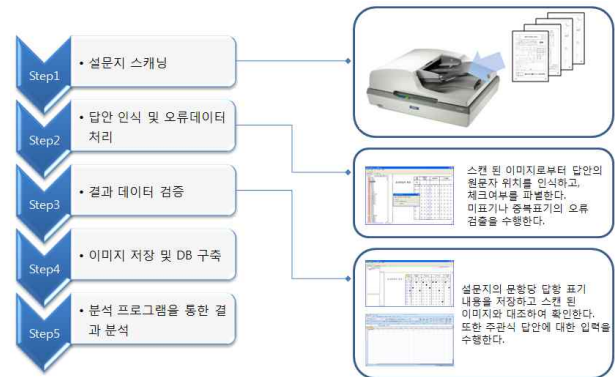 Step1
• 설문지 스캐닝
Step2
• 답안 인식 및 오류데이터
처리
Step3
• 결과 데이터 검증
Step4
• 이미지 저장 및 DB 구축
Step5
• 분석 프로그램을 통한 결
과 분석
스캔 된 이미지로부터 답안의
원문자 위치를 인식하고,
체크여부를 파별한다.
미표기나 중복표기의 오류
검출을 수행한다.
설문지의 문항당 답항 표기
내용을 저장하고 스캔 된
이미지와 대조하여 확인한다.
또한 주관식 답안에 대한 입력을
수행한다.